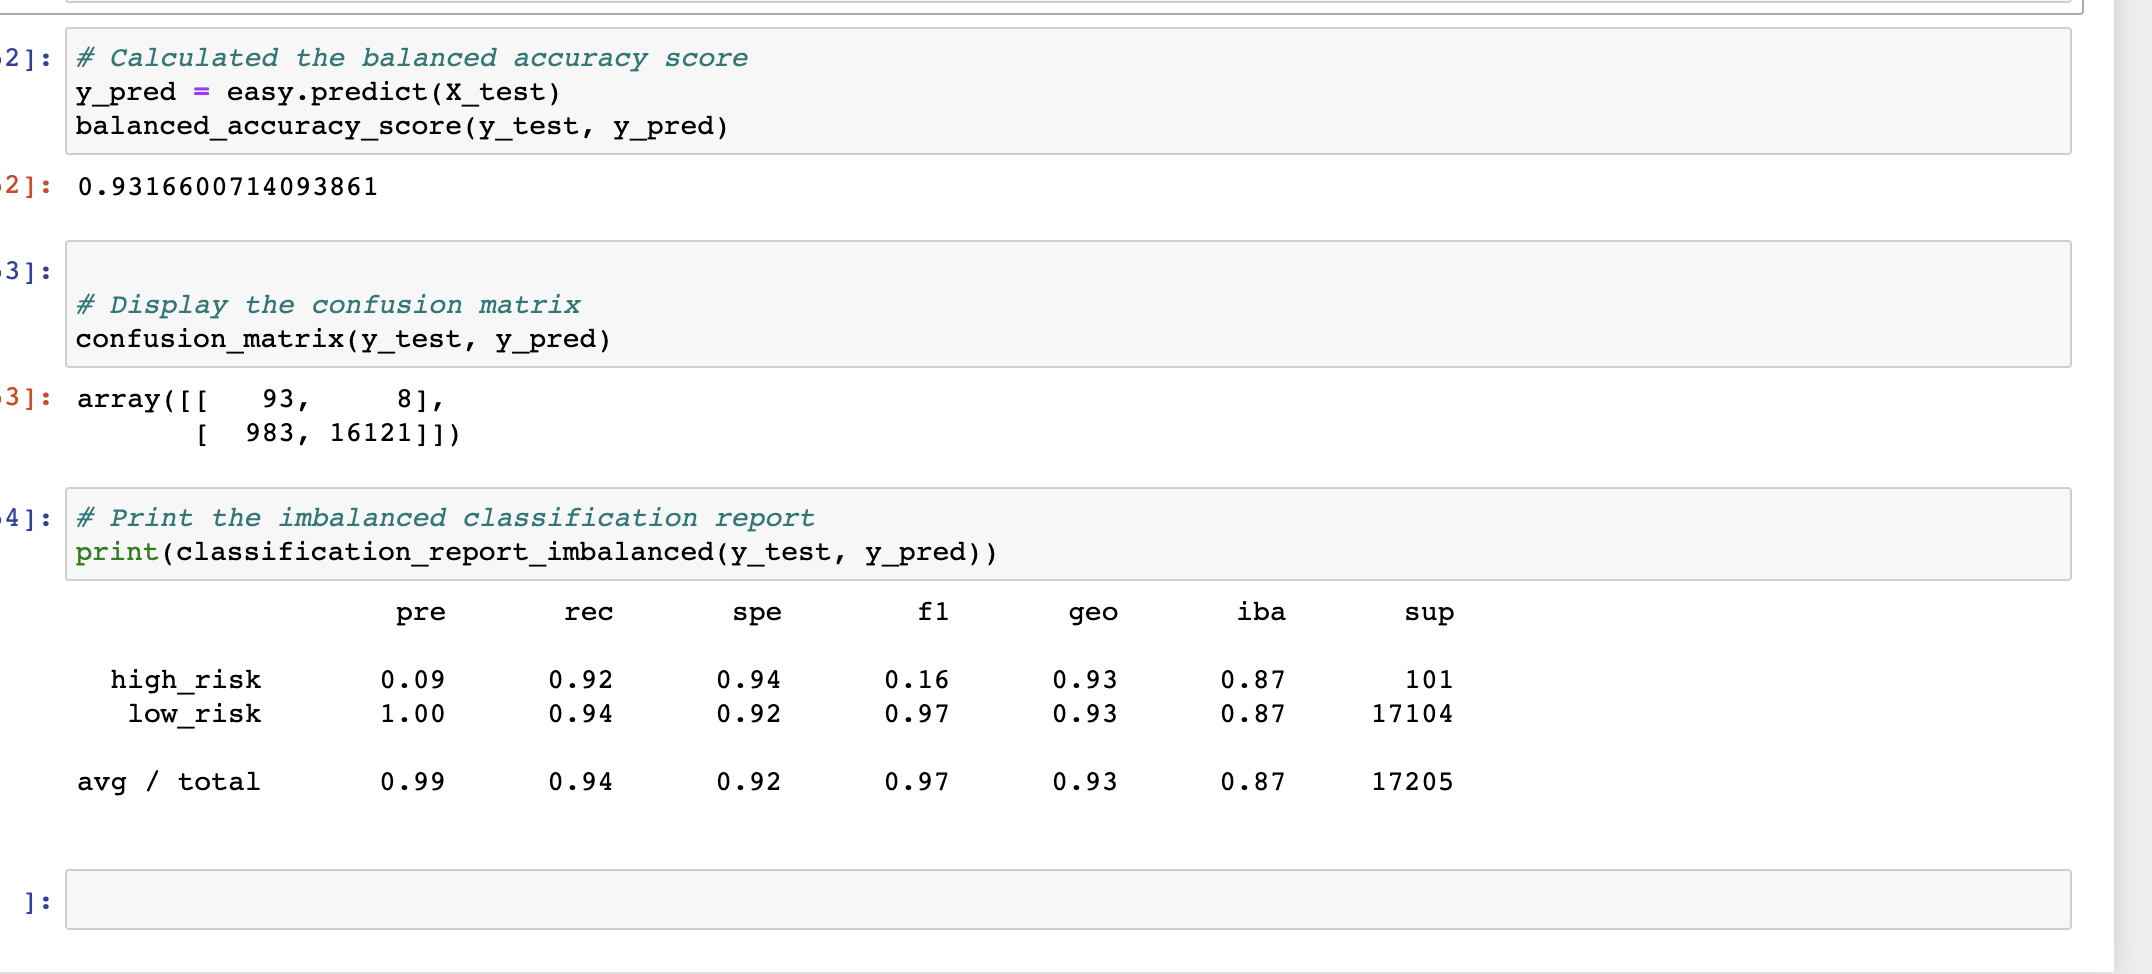 2]:
# Calculated the balanced accuracy score
y_pred = easy.predict(X_test)
balanced_accuracy_score(y_test, y_pred)
2]: 0.9316600714093861
3]:
# Display the confusion matrix
confusion_matrix(y_test, y_pred)
3]: array([[   93,     8],
       [  983, 16121]])
4]: # Print the imbalanced classification report
print(classification_report_imbalanced(y_test, y_pred))
                   pre       rec       spe        f1       geo       iba       sup
  high_risk       0.09      0.92      0.94      0.16      0.93      0.87       101
   low_risk       1.00      0.94      0.92      0.97      0.93      0.87     17104
avg / total       0.99      0.94      0.92      0.97      0.93      0.87     17205
]: